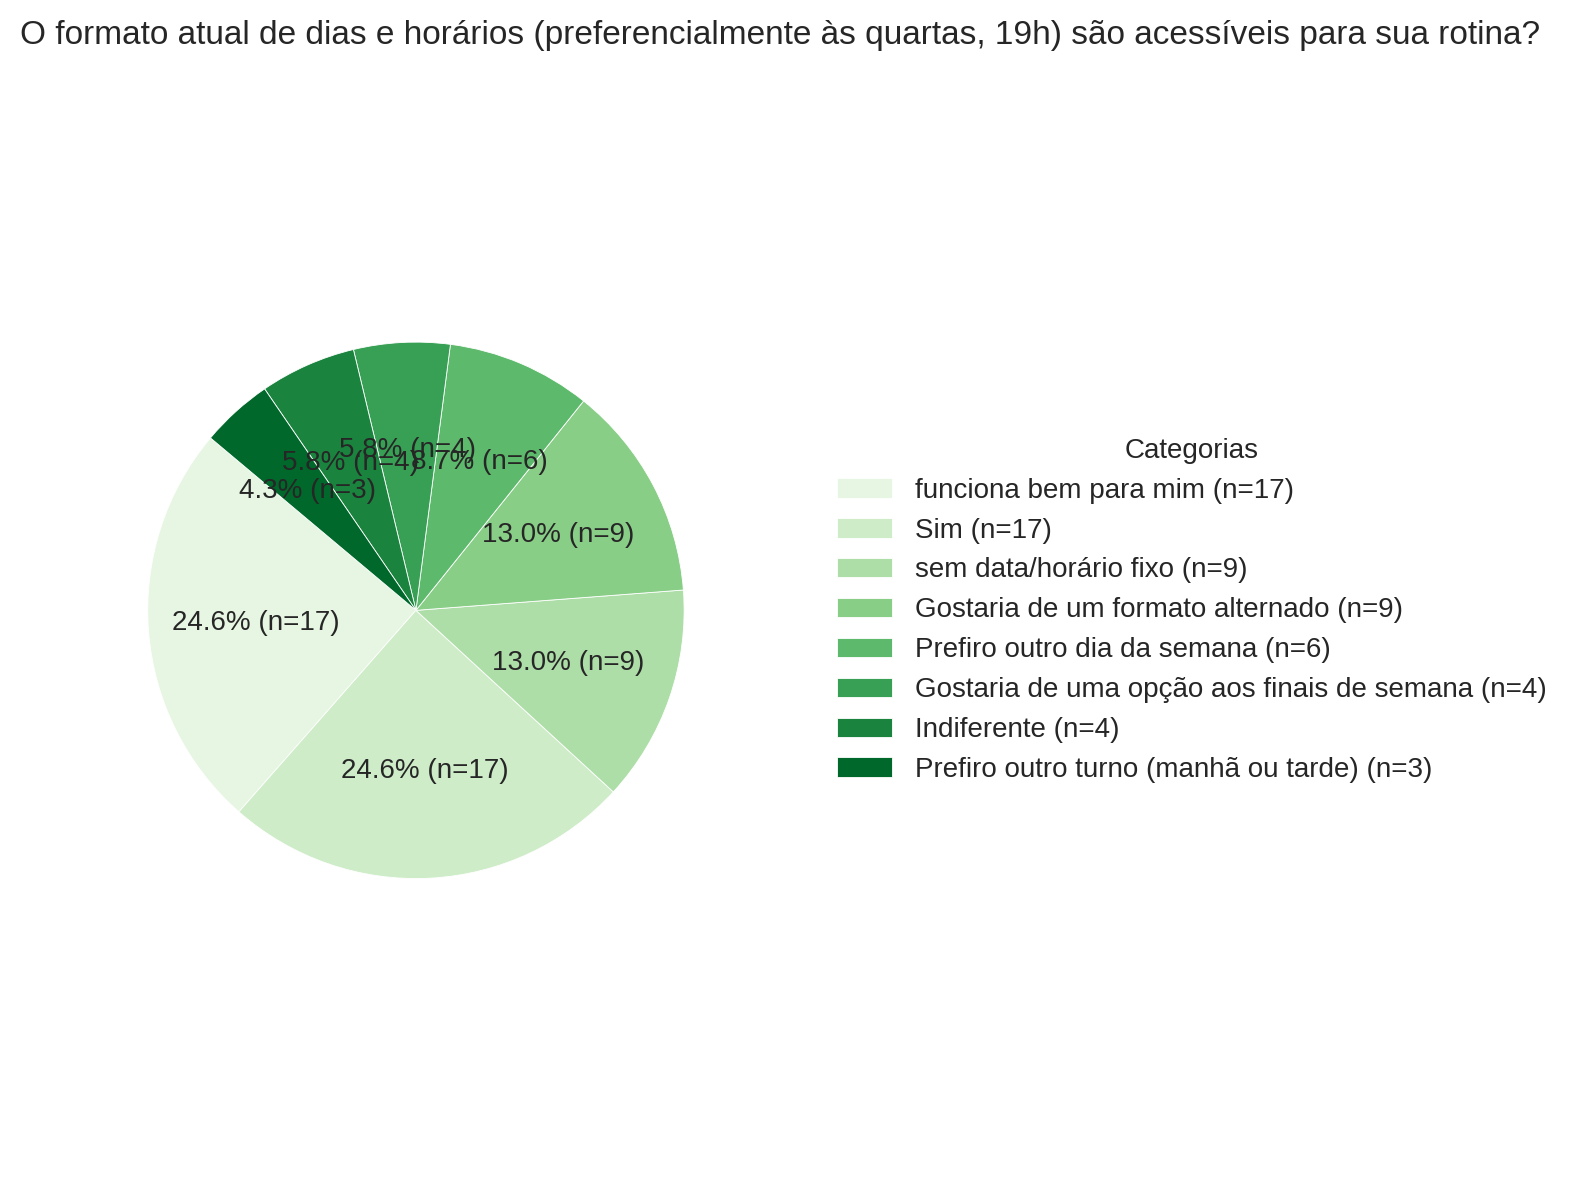 O formato atual de dias e horários (preferencialmente às quartas, 19h) são acessíveis para sua rotina?
5.8% (n=4)
5.8% (n=4)
8.7% (n=6)
4.3% (n=3)
13.0% (n=9)
24.6% (n=17)
13.0% (n=9)
24.6% (n=17)
Categorias
funciona bem para mim (n=17)
Sim (n=17)
sem data/horário fixo (n=9)
Gostaria de um formato alternado (n=9)
Prefiro outro dia da semana (n=6)
Gostaria de uma opção aos finais de semana (n=4)
Indiferente (n=4)
Prefiro outro turno (manhã ou tarde) (n=3)